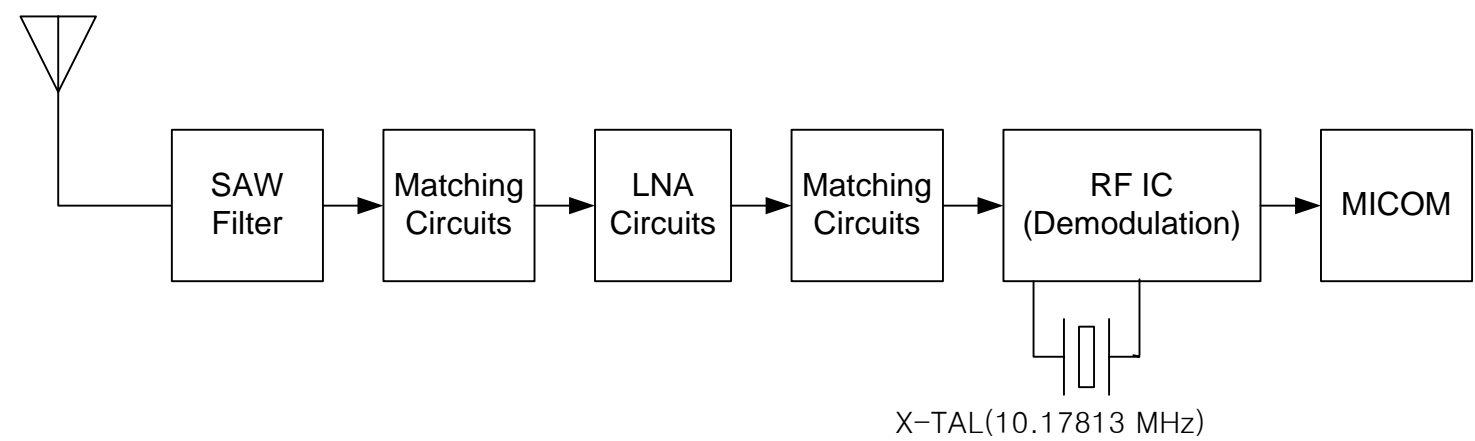 SAW
Filter
Matching
Circuits
LNA
Circuits
Matching
Circuits
RF IC
(Demodulation)
MICOM
X-TAL(10.17813 MHz)